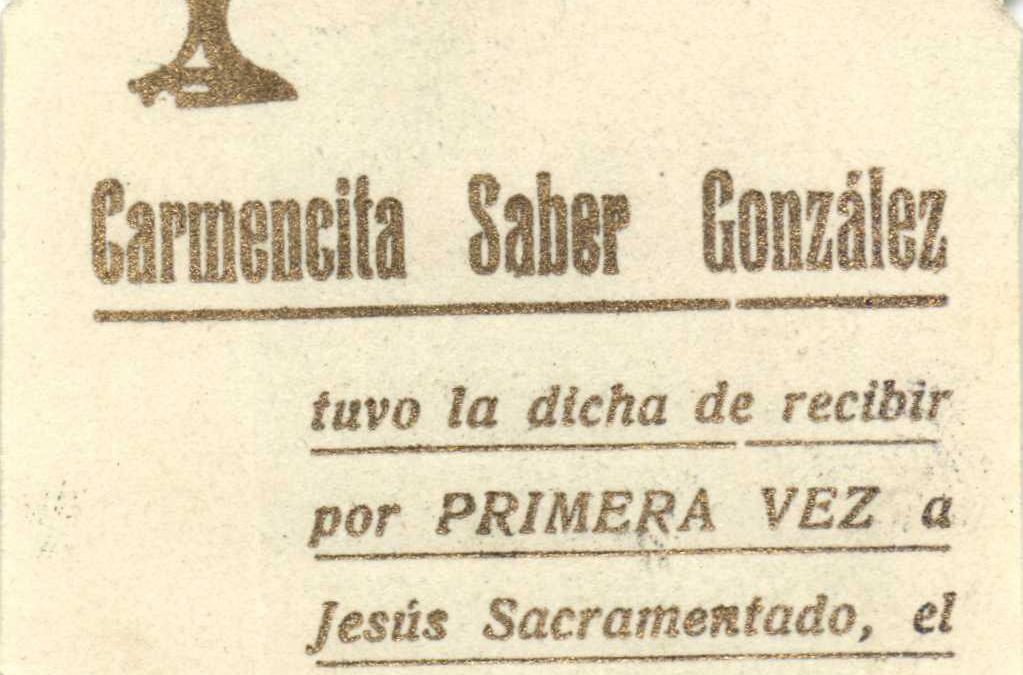 Carmencita Saber González
tuvo la dicha de recibir
por PRIMERA VEZ a
Jesús Sacramentado, el